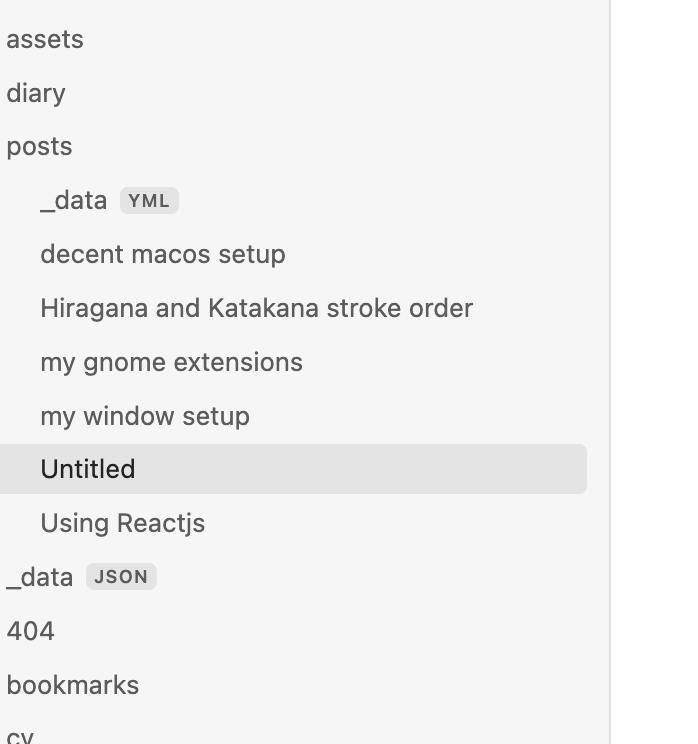 assets
diary
posts
_data YML
decent macos setup
Hiragana and Katakana stroke order
my gnome extensions
my window setup
Untitled
Using Reactjs
_data JSON
404
bookmarks
cv